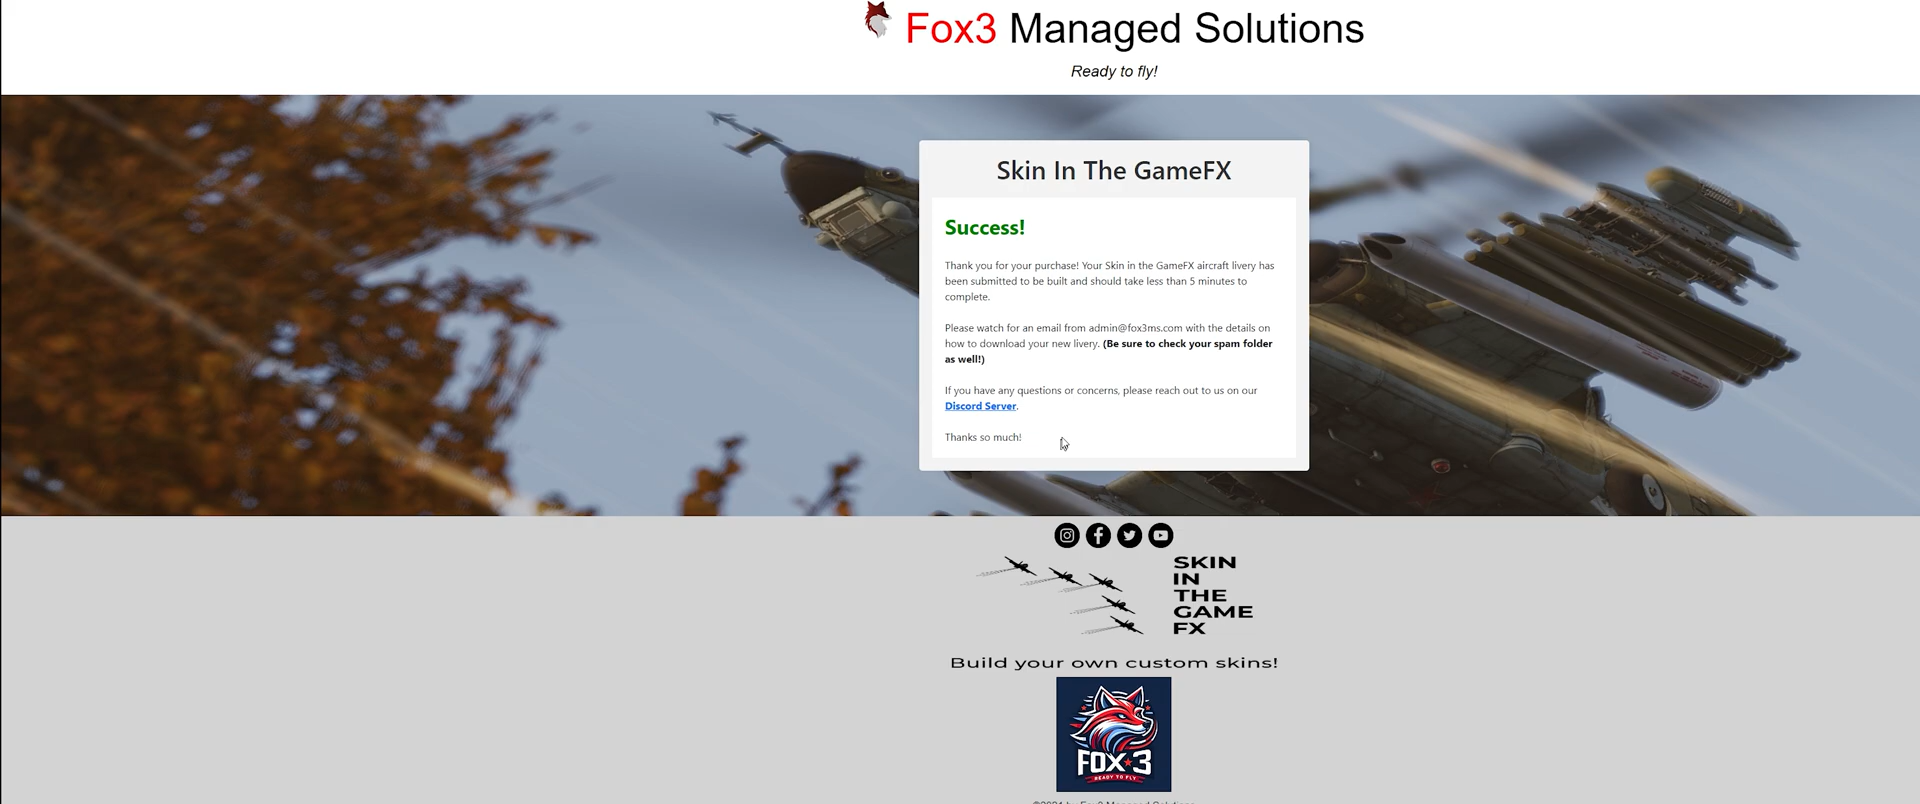 Fox3 Managed Solutions
Ready to fly!
Skin In The GameFX
Success!
Thank you for your purchase! Your Skin in the GameFX aircraft livery has
been submitted to be built and should take less than 5 minutes to
complete.
Please watch for an email from admin@fox3ms.com with the details on
how to download your new livery. (Be sure to check your spam folder
as well!)
If you have any questions or concerns, please reach out to us on our
Discord Server.
Thanks so much!
SKIN
IN
THE
GAME
FX
Build your own custom skins!
FOX 3
READY TO FLY